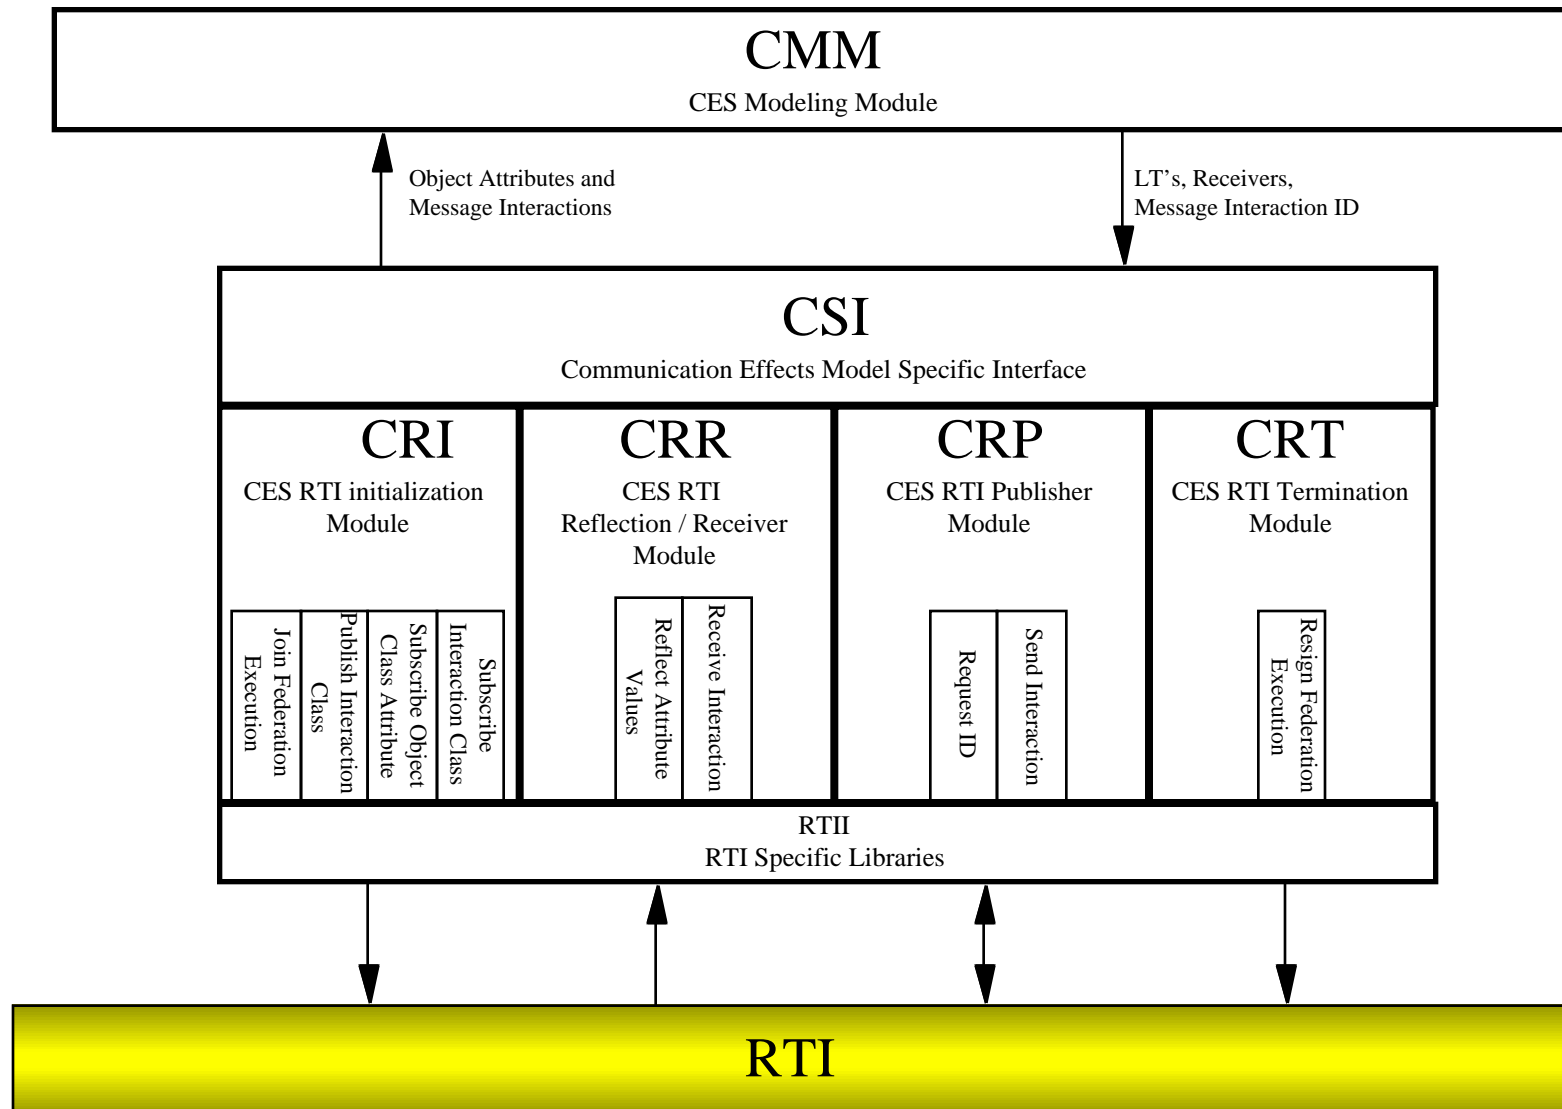 CMM
CES Modeling Module
Object Attributes and
Message Interactions
LT's, Receivers,
Message Interaction ID
CSI
Communication Effects Model Specific Interface
CRI
CES RTI initialization
Module
CRR
CES RTI
Reflection / Receiver
Module
CRP
CES RTI Publisher
Module
CRT
CES RTI Termination
Module
Join Federation
Execution
Publish Interaction
Class
Subscribe Object
Class Attribute
Subscribe
Interaction Class
Reflect Attribute
Values
Receive Interaction
Request ID
Send Interaction
Resign Federation
Execution
RTII
RTI Specific Libraries
RTI